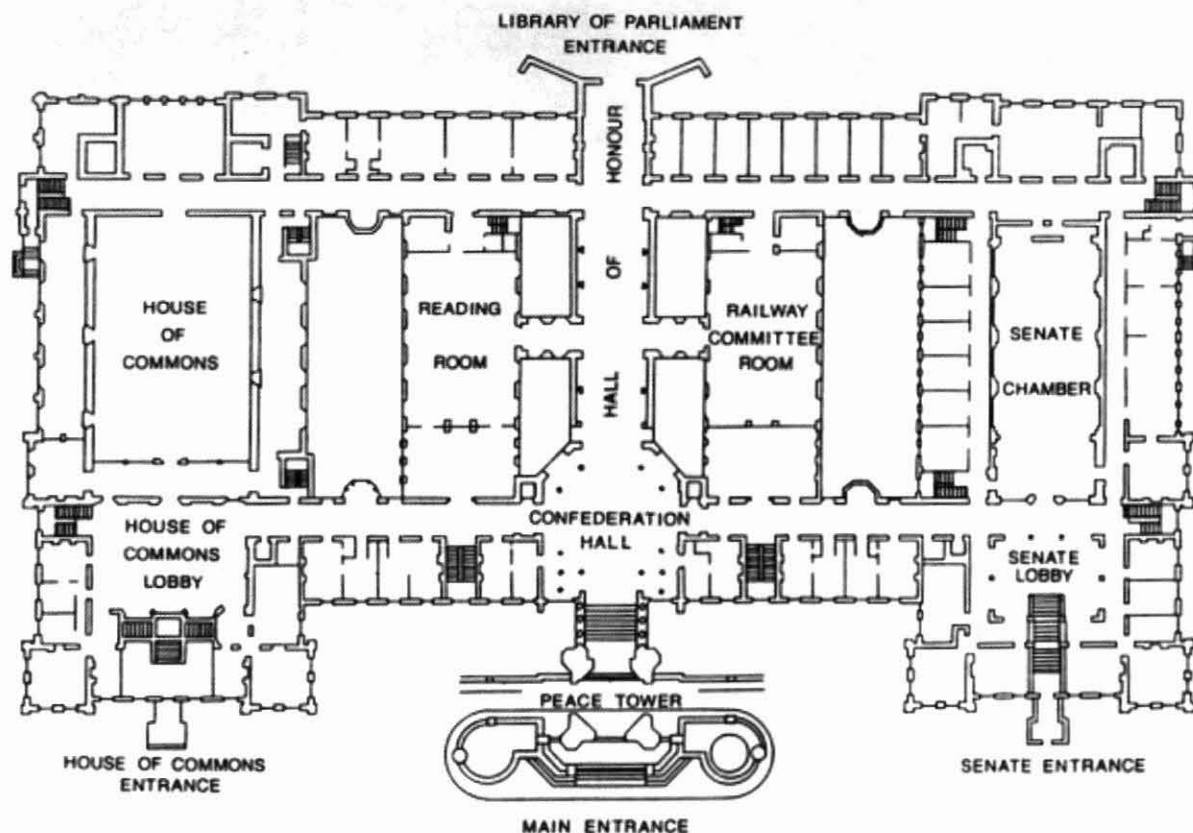 LIBRARY OF PARLIAMENT
ENTRANCE
HONOUR
OF
HALL
HOUSE
OF
COMMONS
READING
ROOM
RAILWAY
COMMITTEE
ROOM
SENATE
CHAMBER
HOUSE OF
COMMONS
LOBBY
CONFEDERATION
HALL
SENATE
LOBBY
PEACE TOWER
HOUSE OF COMMONS
ENTRANCE
SENATE ENTRANCE
MAIN ENTRANCE